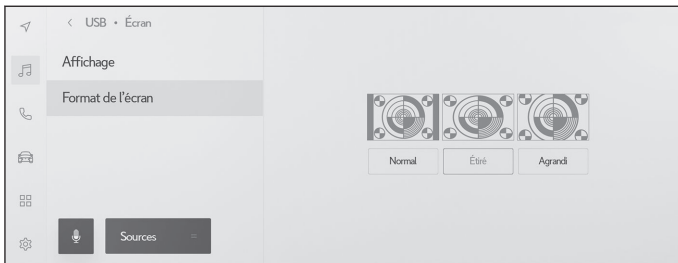 USB • Écran
Affichage
Format de l'écran
Normal
Étiré
Agrandi
Sources